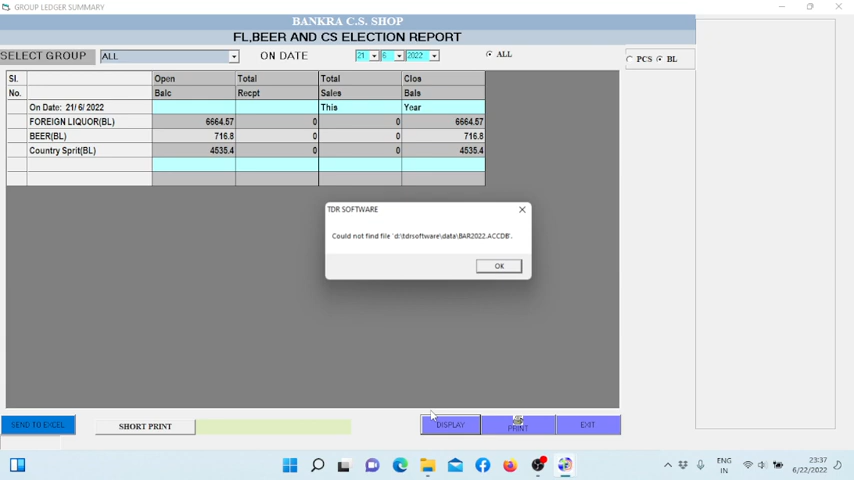 GROUP LEDGER SUMMARY
BANKRA C.S. SHOP
FL,BEER AND CS ELECTION REPORT
SELECT GROUP ALL ON DATE 21 6 2022 ALL
PCS BL
Sl. Open Total Total Clos
No. Balc Recpt Sales Bals
On Date: 21/ 6/ 2022 This Year
FOREIGN LIQUOR(BL) 6664.57 0 0 6664.57
BEER(BL) 716.8 0 0 716.8
Country Sprit(BL) 4535.4 0 0 4535.4
TDR SOFTWARE
Could not find file 'd:\tdrsoftware\data\BAR2022.ACCDB'.
OK
SEND TO EXCEL SHORT PRINT DISPLAY PRINT EXIT
ENG 23:37
IN 6/22/2022